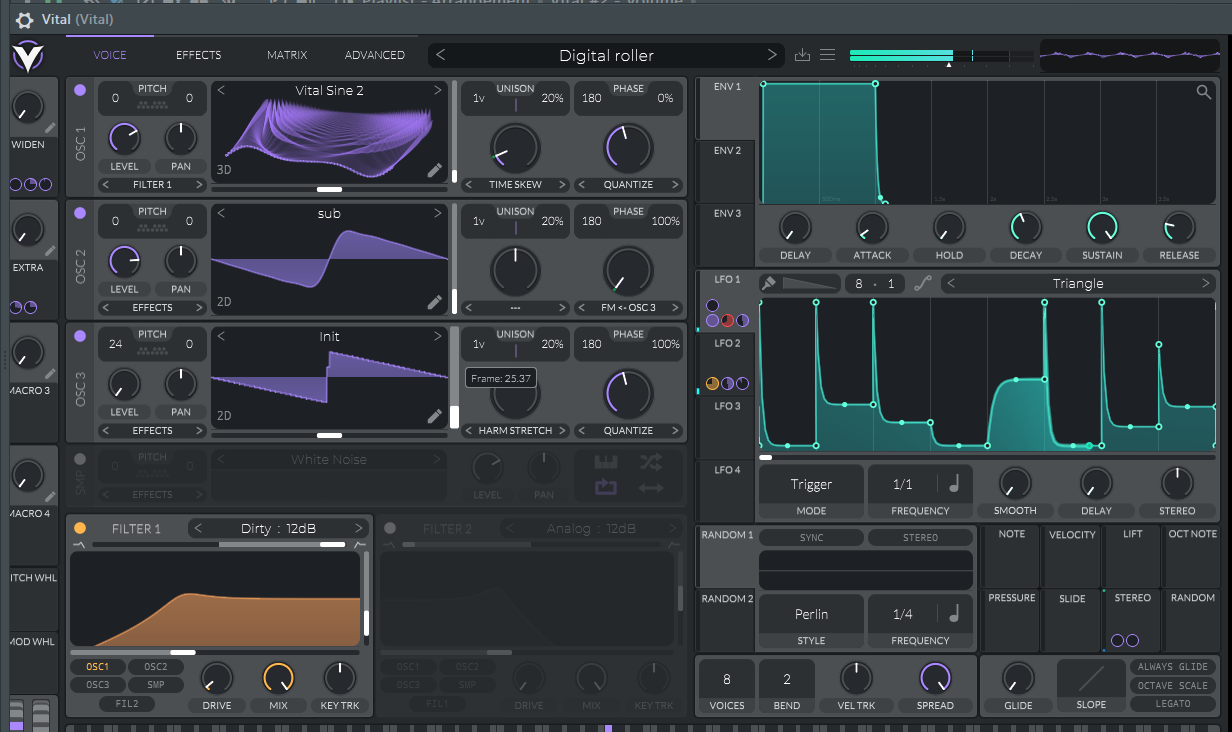 Vital (Vital)
VOICE EFFECTS MATRIX ADVANCED
Digital roller
WIDEN
EXTRA
MACRO 3
MACRO 4
ITCH WHL
MOD WHL
OSC 1
0 PITCH 0
LEVEL PAN
FILTER 1
Vital Sine 2
3D
UNISON
1v 20%
TIME SKEW
PHASE
180 0%
QUANTIZE
OSC 2
0 PITCH 0
LEVEL PAN
EFFECTS
sub
2D
UNISON
1v 20%
---
PHASE
180 100%
FM <- OSC 3
OSC 3
24 PITCH 0
LEVEL PAN
EFFECTS
Init
2D
UNISON
1v 20%
Frame: 25.37
HARM STRETCH
PHASE
180 100%
QUANTIZE
SMP
0 PITCH 0
EFFECTS
White Noise
LEVEL PAN
FILTER 1
Dirty : 12dB
OSC1 OSC2
OSC3 SMP
FIL2
DRIVE MIX KEY TRK
FILTER 2
Analog : 12dB
OSC1 OSC2
OSC3 SMP
FIL1
DRIVE MIX KEY TRK
ENV 1
ENV 2
ENV 3
DELAY ATTACK HOLD DECAY SUSTAIN RELEASE
LFO 1
LFO 2
LFO 3
LFO 4
8 · 1
Triangle
Trigger
MODE
1/1
FREQUENCY
SMOOTH DELAY STEREO
RANDOM 1
RANDOM 2
SYNC STEREO
Perlin
STYLE
1/4
FREQUENCY
NOTE VELOCITY LIFT OCT NOTE
PRESSURE SLIDE STEREO RANDOM
8
VOICES
2
BEND
VEL TRK
SPREAD
GLIDE
SLOPE
ALWAYS GLIDE
OCTAVE SCALE
LEGATO